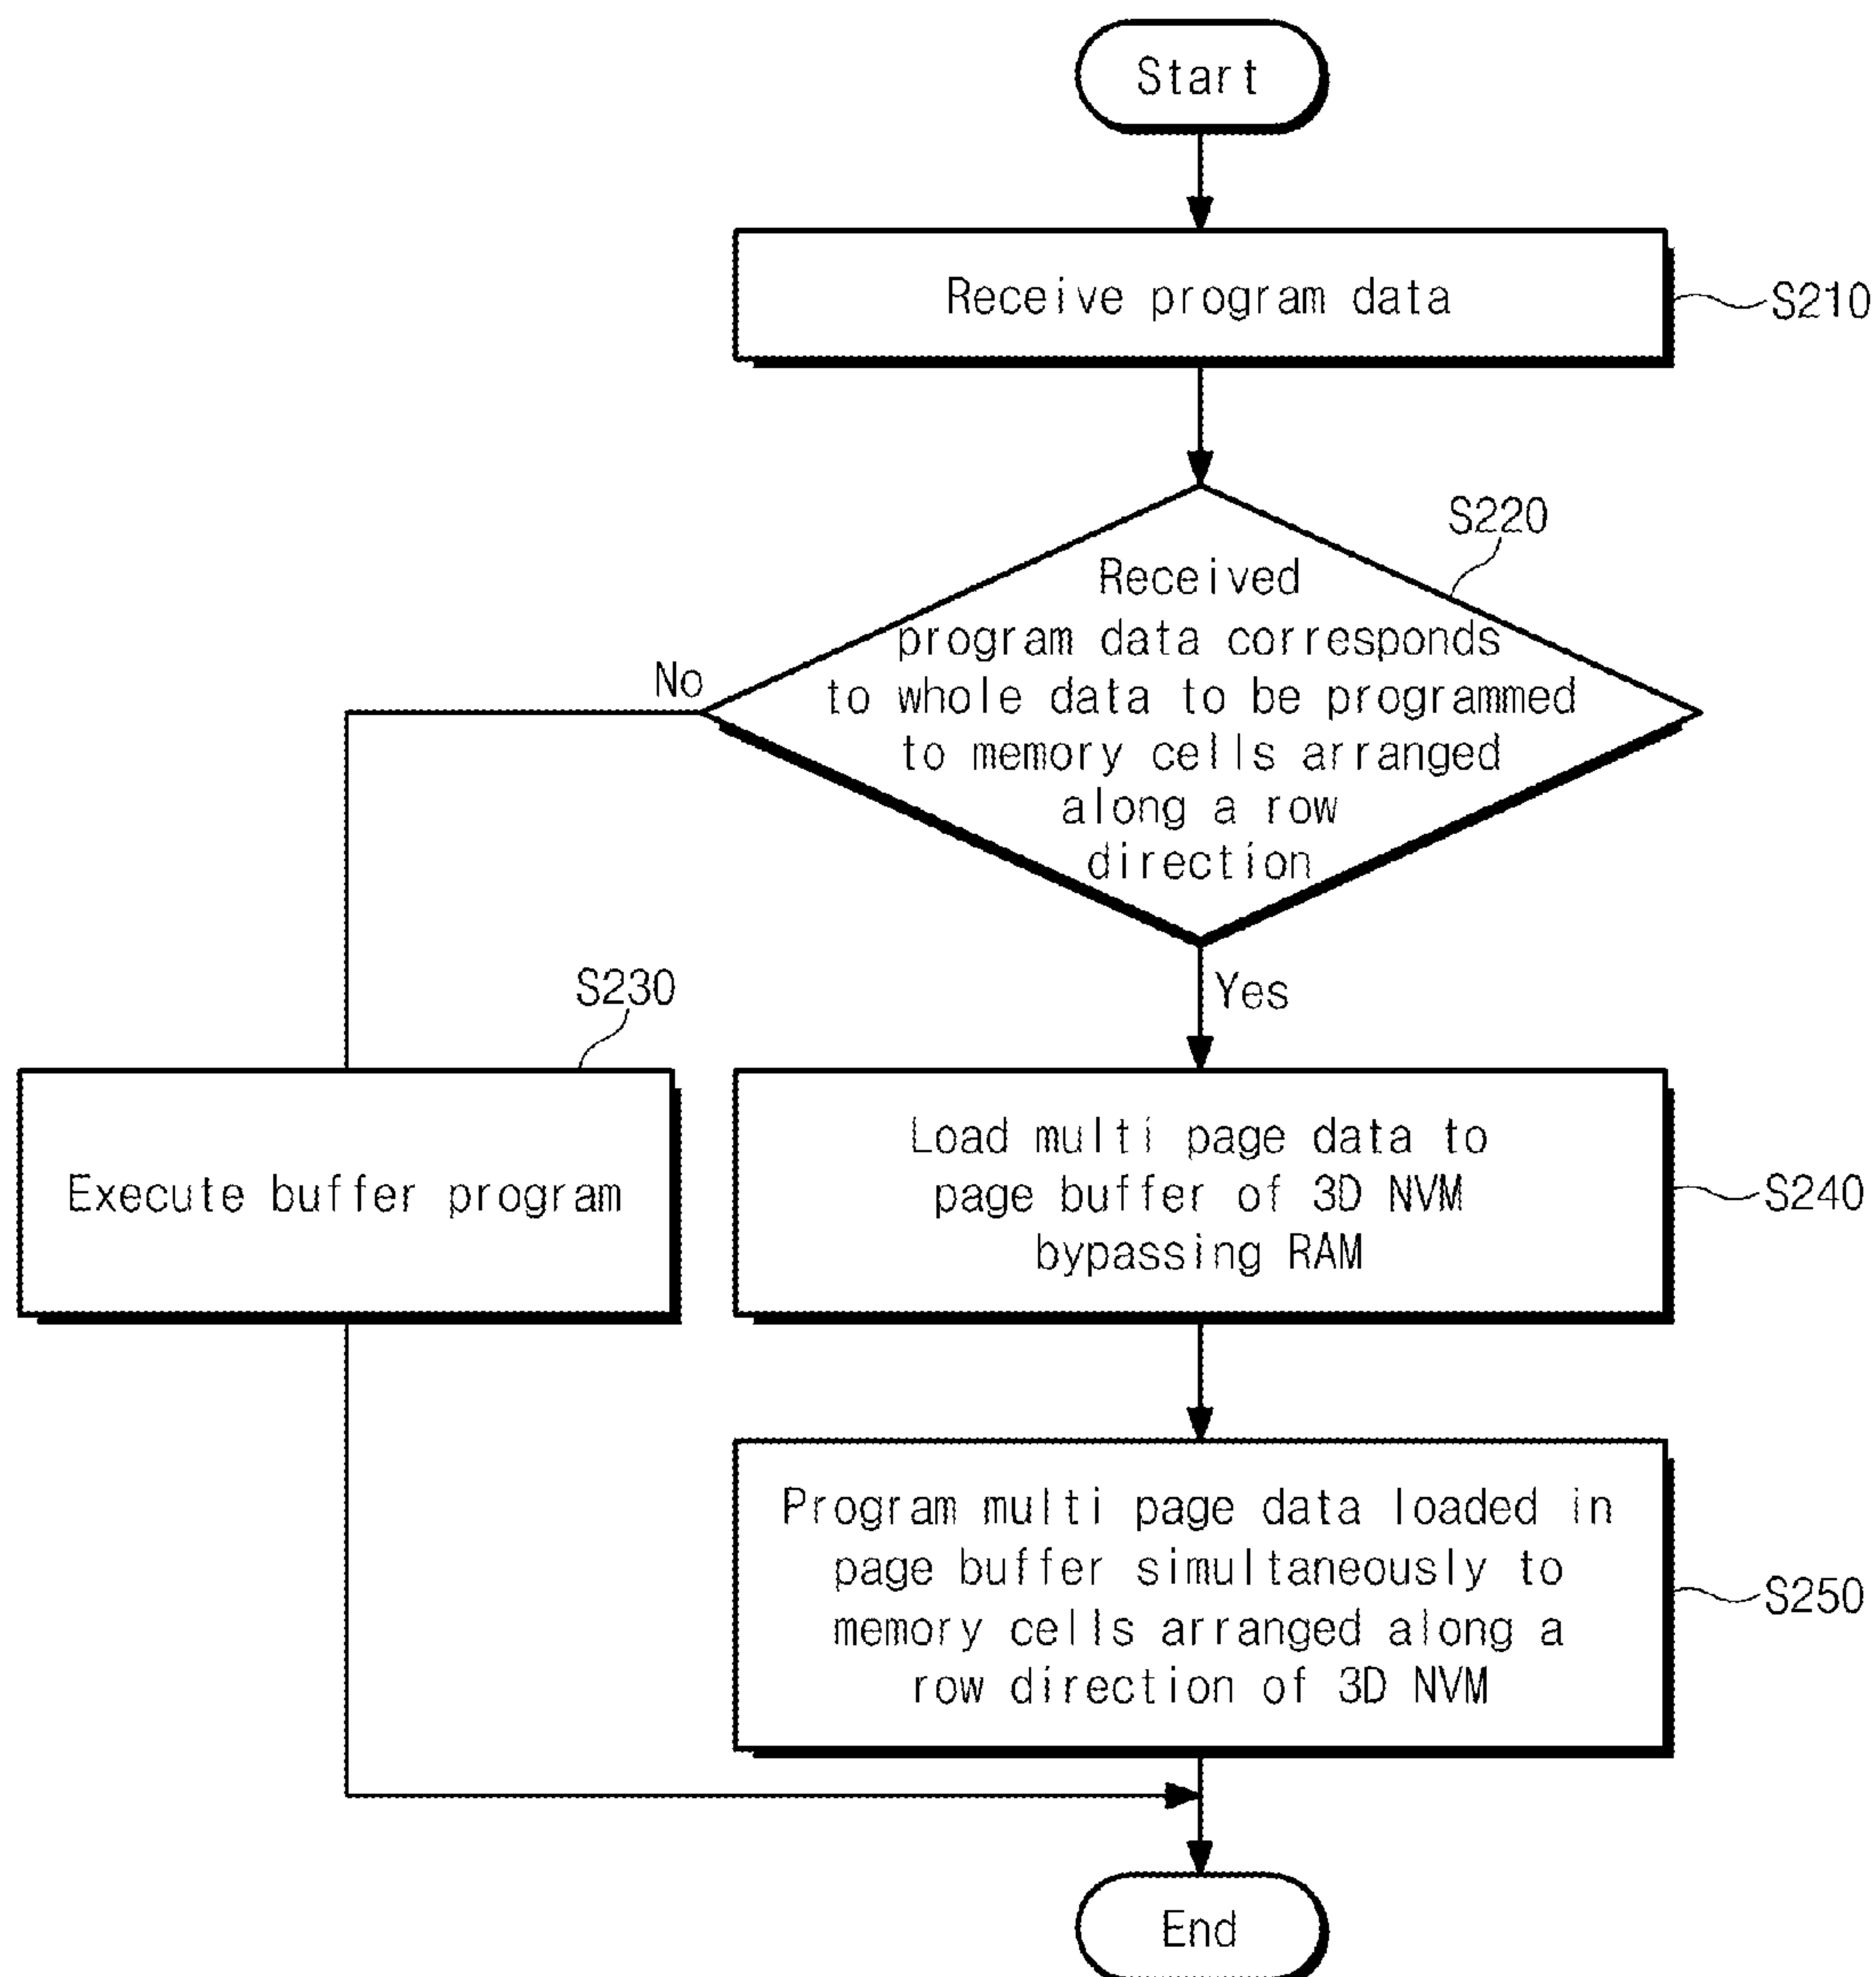 Start
Receive program data
S210
S220
Received
program data corresponds
to whole data to be programmed
to memory cells arranged
along a row
direction
No
Yes
S230
Execute buffer program
Load multi page data to
page buffer of 3D NVM
bypassing RAM
S240
Program multi page data loaded in
page buffer simultaneously to
memory cells arranged along a
row direction of 3D NVM
S250
End